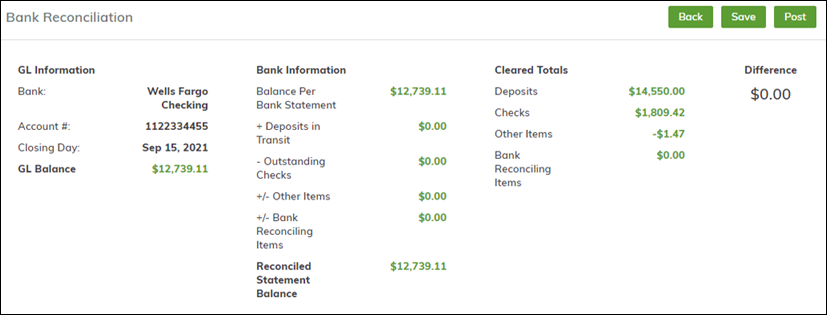 Bank Reconciliation
Back
Save
Post
GL Information
Bank: Wells Fargo
Checking
Account #: 1122334455
Closing Day: Sep 15, 2021
GL Balance $12,739.11
Bank Information
Balance Per $12,739.11
Bank Statement
+ Deposits in $0.00
Transit
- Outstanding $0.00
Checks
+/- Other Items $0.00
+/- Bank $0.00
Reconciling
Items
Reconciled $12,739.11
Statement
Balance
Cleared Totals
Deposits $14,550.00
Checks $1,809.42
Other Items -$1.47
Bank $0.00
Reconciling
Items
Difference
$0.00